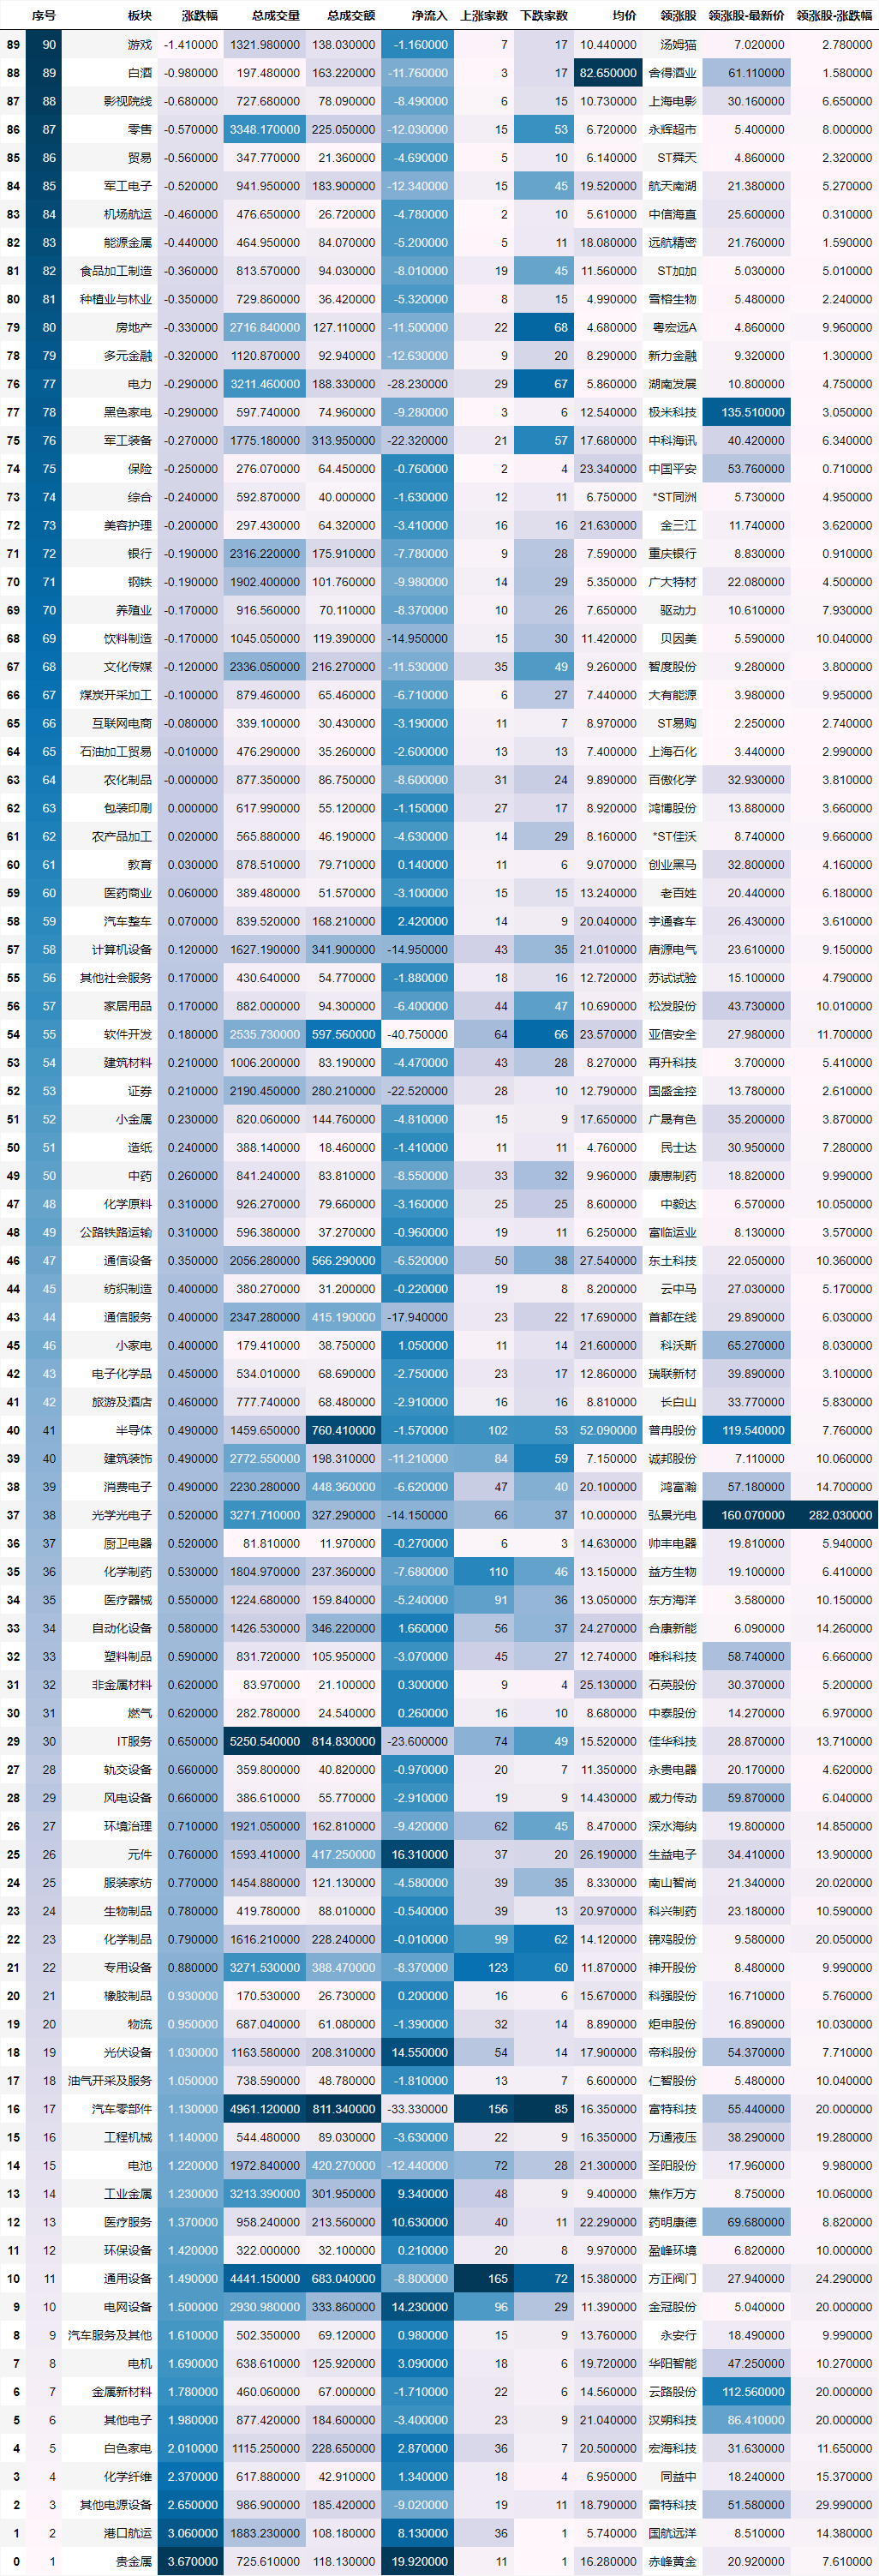 序号 板块 涨跌幅 总成交量 总成交额 净流入 上涨家数 下跌家数 均价 领涨股 领涨股-最新价 领涨股-涨跌幅
89 90 游戏 -1.410000 1321.980000 138.030000 -1.160000 7 17 10.440000 汤姆猫 7.020000 2.780000
88 89 白酒 -0.980000 197.480000 163.220000 -11.760000 3 17 82.650000 舍得酒业 61.110000 1.580000
87 88 影视院线 -0.680000 727.680000 78.090000 -8.490000 6 15 10.730000 上海电影 30.160000 6.650000
86 87 零售 -0.570000 3348.170000 225.050000 -12.030000 15 53 6.720000 永辉超市 5.400000 8.000000
85 86 贸易 -0.560000 347.770000 21.360000 -4.690000 5 10 6.140000 ST舜天 4.860000 2.320000
84 85 军工电子 -0.520000 941.950000 183.900000 -12.340000 15 45 19.520000 航天南湖 21.380000 5.270000
83 84 机场航运 -0.460000 476.650000 26.720000 -4.780000 2 10 5.610000 中信海直 25.600000 0.310000
82 83 能源金属 -0.440000 464.950000 84.070000 -5.200000 5 11 18.080000 远航精密 21.760000 1.590000
81 82 食品加工制造 -0.360000 813.570000 94.030000 -8.010000 19 45 11.560000 ST加加 5.030000 5.010000
80 81 种植业与林业 -0.350000 729.860000 36.420000 -5.320000 8 15 4.990000 雪榕生物 5.480000 2.240000
79 80 房地产 -0.330000 2716.840000 127.110000 -11.500000 22 68 4.680000 粤宏远A 4.860000 9.960000
78 79 多元金融 -0.320000 1120.870000 92.940000 -12.630000 9 20 8.290000 新力金融 9.320000 1.300000
76 77 电力 -0.290000 3211.460000 188.330000 -28.230000 29 67 5.860000 湖南发展 10.800000 4.750000
77 78 黑色家电 -0.290000 597.740000 74.960000 -9.280000 3 6 12.540000 极米科技 135.510000 3.050000
75 76 军工装备 -0.270000 1775.180000 313.950000 -22.320000 21 57 17.680000 中科海讯 40.420000 6.340000
74 75 保险 -0.250000 276.070000 64.450000 -0.760000 2 4 23.340000 中国平安 53.760000 0.710000
73 74 综合 -0.240000 592.870000 40.000000 -1.630000 12 11 6.750000 *ST同洲 5.730000 4.950000
72 73 美容护理 -0.200000 297.430000 64.320000 -3.410000 16 16 21.630000 金三江 11.740000 3.620000
71 72 银行 -0.190000 2316.220000 175.910000 -7.780000 9 28 7.590000 重庆银行 8.830000 0.910000
70 71 钢铁 -0.190000 1902.400000 101.760000 -9.980000 14 29 5.350000 广大特材 22.080000 4.500000
69 70 养殖业 -0.170000 916.560000 70.110000 -8.370000 10 26 7.650000 驱动力 10.610000 7.930000
68 69 饮料制造 -0.170000 1045.050000 119.390000 -14.950000 15 30 11.420000 贝因美 5.590000 10.040000
67 68 文化传媒 -0.120000 2336.050000 216.270000 -11.530000 35 49 9.260000 智度股份 9.280000 3.800000
66 67 煤炭开采加工 -0.100000 879.460000 65.460000 -6.710000 6 27 7.440000 大有能源 3.980000 9.950000
65 66 互联网电商 -0.080000 339.100000 30.430000 -3.190000 11 7 8.970000 ST易购 2.250000 2.740000
64 65 石油加工贸易 -0.010000 476.290000 35.260000 -2.600000 13 13 7.400000 上海石化 3.440000 2.990000
63 64 农化制品 -0.000000 877.350000 86.750000 -8.600000 31 24 9.890000 百傲化学 32.930000 3.810000
62 63 包装印刷 0.000000 617.990000 55.120000 -1.150000 27 17 8.920000 鸿博股份 13.880000 3.660000
61 62 农产品加工 0.020000 565.880000 46.190000 -4.630000 14 29 8.160000 *ST佳沃 8.740000 9.660000
60 61 教育 0.030000 878.510000 79.710000 0.140000 11 6 9.070000 创业黑马 32.800000 4.160000
59 60 医药商业 0.060000 389.480000 51.570000 -3.100000 15 15 13.240000 老百姓 20.440000 6.180000
58 59 汽车整车 0.070000 839.520000 168.210000 2.420000 14 9 20.040000 宇通客车 26.430000 3.610000
57 58 计算机设备 0.120000 1627.190000 341.900000 -14.950000 43 35 21.010000 唐源电气 23.610000 9.150000
55 56 其他社会服务 0.170000 430.640000 54.770000 -1.880000 18 16 12.720000 苏试试验 15.100000 4.790000
56 57 家居用品 0.170000 882.000000 94.300000 -6.400000 44 47 10.690000 松发股份 43.730000 10.010000
54 55 软件开发 0.180000 2535.730000 597.560000 -40.750000 64 66 23.570000 亚信安全 27.980000 11.700000
53 54 建筑材料 0.210000 1006.200000 83.190000 -4.470000 43 28 8.270000 再升科技 3.700000 5.410000
52 53 证券 0.210000 2190.450000 280.210000 -22.520000 28 10 12.790000 国盛金控 13.780000 2.610000
51 52 小金属 0.230000 820.060000 144.760000 -4.810000 15 9 17.650000 广晟有色 35.200000 3.870000
50 51 造纸 0.240000 388.140000 18.460000 -1.410000 11 11 4.760000 民士达 30.950000 7.280000
49 50 中药 0.260000 841.240000 83.810000 -8.550000 33 32 9.960000 康惠制药 18.820000 9.990000
47 48 化学原料 0.310000 926.270000 79.660000 -3.160000 25 25 8.600000 中毅达 6.570000 10.050000
48 49 公路铁路运输 0.310000 596.380000 37.270000 -0.960000 19 11 6.250000 富临运业 8.130000 3.570000
46 47 通信设备 0.350000 2056.280000 566.290000 -6.520000 50 38 27.540000 东土科技 22.050000 10.360000
44 45 纺织制造 0.400000 380.270000 31.200000 -0.220000 19 8 8.200000 云中马 27.030000 5.170000
43 44 通信服务 0.400000 2347.280000 415.190000 -17.940000 23 22 17.690000 首都在线 29.890000 6.030000
45 46 小家电 0.400000 179.410000 38.750000 1.050000 11 14 21.600000 科沃斯 65.270000 8.030000
42 43 电子化学品 0.450000 534.010000 68.690000 -2.750000 23 17 12.860000 瑞联新材 39.890000 3.100000
41 42 旅游及酒店 0.460000 777.740000 68.480000 -2.910000 16 16 8.810000 长白山 33.770000 5.830000
40 41 半导体 0.490000 1459.650000 760.410000 -1.570000 102 53 52.090000 普冉股份 119.540000 7.760000
39 40 建筑装饰 0.490000 2772.550000 198.310000 -11.210000 84 59 7.150000 诚邦股份 7.110000 10.060000
38 39 消费电子 0.490000 2230.280000 448.360000 -6.620000 47 40 20.100000 鸿富瀚 57.180000 14.700000
37 38 光学光电子 0.520000 3271.710000 327.290000 -14.150000 66 37 10.000000 弘景光电 160.070000 282.030000
36 37 厨卫电器 0.520000 81.810000 11.970000 -0.270000 6 3 14.630000 帅丰电器 19.810000 5.940000
35 36 化学制药 0.530000 1804.970000 237.360000 -7.680000 110 46 13.150000 益方生物 19.100000 6.410000
34 35 医疗器械 0.550000 1224.680000 159.840000 -5.240000 91 36 13.050000 东方海洋 3.580000 10.150000
33 34 自动化设备 0.580000 1426.530000 346.220000 1.660000 56 37 24.270000 合康新能 6.090000 14.260000
32 33 塑料制品 0.590000 831.720000 105.950000 -3.070000 45 27 12.740000 唯科科技 58.740000 6.660000
31 32 非金属材料 0.620000 83.970000 21.100000 0.300000 9 4 25.130000 石英股份 30.370000 5.200000
30 31 燃气 0.620000 282.780000 24.540000 0.260000 16 10 8.680000 中泰股份 14.270000 6.970000
29 30 IT服务 0.650000 5250.540000 814.830000 -23.600000 74 49 15.520000 佳华科技 28.870000 13.710000
27 28 轨交设备 0.660000 359.800000 40.820000 -0.970000 20 7 11.350000 永贵电器 20.170000 4.620000
28 29 风电设备 0.660000 386.610000 55.770000 -2.910000 19 9 14.430000 威力传动 59.870000 6.040000
26 27 环境治理 0.710000 1921.050000 162.810000 -9.420000 62 45 8.470000 深水海纳 19.800000 14.850000
25 26 元件 0.760000 1593.410000 417.250000 16.310000 37 20 26.190000 生益电子 34.410000 13.900000
24 25 服装家纺 0.770000 1454.880000 121.130000 -4.580000 39 35 8.330000 南山智尚 21.340000 20.020000
23 24 生物制品 0.780000 419.780000 88.010000 -0.540000 39 13 20.970000 科兴制药 23.180000 10.590000
22 23 化学制品 0.790000 1616.210000 228.240000 -0.010000 99 62 14.120000 锦鸡股份 9.580000 20.050000
21 22 专用设备 0.880000 3271.530000 388.470000 -8.370000 123 60 11.870000 神开股份 8.480000 9.990000
20 21 橡胶制品 0.930000 170.530000 26.730000 0.200000 16 6 15.670000 科强股份 16.710000 5.760000
19 20 物流 0.950000 687.040000 61.080000 -1.390000 32 14 8.890000 炬申股份 16.890000 10.030000
18 19 光伏设备 1.030000 1163.580000 208.310000 14.550000 54 14 17.900000 帝科股份 54.370000 7.710000
17 18 油气开采及服务 1.050000 738.590000 48.780000 -1.810000 13 7 6.600000 仁智股份 5.480000 10.040000
16 17 汽车零部件 1.130000 4961.120000 811.340000 -33.330000 156 85 16.350000 富特科技 55.440000 20.000000
15 16 工程机械 1.140000 544.480000 89.030000 -3.630000 22 9 16.350000 万通液压 38.290000 19.280000
14 15 电池 1.220000 1972.840000 420.270000 -12.440000 72 28 21.300000 圣阳股份 17.960000 9.980000
13 14 工业金属 1.230000 3213.390000 301.950000 9.340000 48 9 9.400000 焦作万方 8.750000 10.060000
12 13 医疗服务 1.370000 958.240000 213.560000 10.630000 40 11 22.290000 药明康德 69.680000 8.820000
11 12 环保设备 1.420000 322.000000 32.100000 0.210000 20 8 9.970000 盈峰环境 6.820000 10.000000
10 11 通用设备 1.490000 4441.150000 683.040000 -8.800000 165 72 15.380000 方正阀门 27.940000 24.290000
9 10 电网设备 1.500000 2930.980000 333.860000 14.230000 96 29 11.390000 金冠股份 5.040000 20.000000
8 9 汽车服务及其他 1.610000 502.350000 69.120000 0.980000 15 9 13.760000 永安行 18.490000 9.990000
7 8 电机 1.690000 638.610000 125.920000 3.090000 18 6 19.720000 华阳智能 47.250000 10.270000
6 7 金属新材料 1.780000 460.060000 67.000000 -1.710000 22 6 14.560000 云路股份 112.560000 20.000000
5 6 其他电子 1.980000 877.420000 184.600000 -3.400000 23 9 21.040000 汉朔科技 86.410000 20.000000
4 5 白色家电 2.010000 1115.250000 228.650000 2.870000 36 7 20.500000 宏海科技 31.630000 11.650000
3 4 化学纤维 2.370000 617.880000 42.910000 1.340000 18 4 6.950000 同益中 18.240000 15.370000
2 3 其他电源设备 2.650000 986.900000 185.420000 -9.020000 19 11 18.790000 雷特科技 51.580000 29.990000
1 2 港口航运 3.060000 1883.230000 108.180000 8.130000 36 1 5.740000 国航远洋 8.510000 14.380000
0 1 贵金属 3.670000 725.610000 118.130000 19.920000 11 1 16.280000 赤峰黄金 20.920000 7.610000